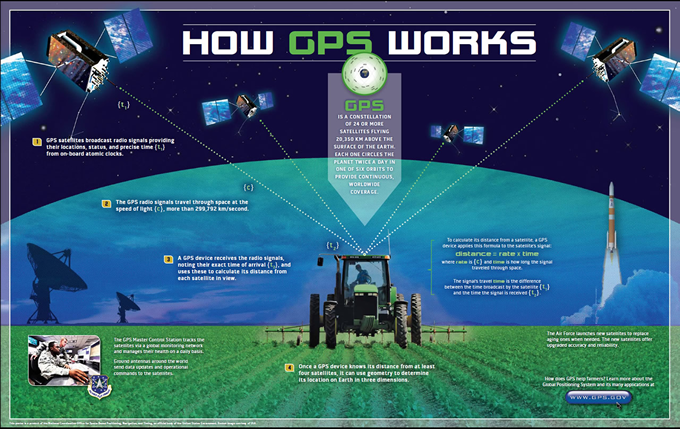 HOW GPS WORKS
GPS
IS A CONSTELLATION
OF 24 OR MORE
SATELLITES FLYING
20,350 KM ABOVE THE
SURFACE OF THE EARTH.
EACH ONE CIRCLES THE
PLANET TWICE A DAY IN
ONE OF SIX ORBITS TO
PROVIDE CONTINUOUS,
WORLDWIDE
COVERAGE.
(t₁)
1 GPS satellites broadcast radio signals providing
their locations, status, and precise time (t₁)
from on-board atomic clocks.
(c)
2 The GPS radio signals travel through space at the
speed of light (c), more than 299,792 km/second.
(t₂)
3 A GPS device receives the radio signals,
noting their exact time of arrival (t₂), and
uses these to calculate its distance from
each satellite in view.
To calculate its distance from a satellite, a GPS
device applies this formula to the satellite's signal:
distance = rate x time
where rate is (c) and time is how long the signal
traveled through space.
The signal's travel time is the difference
between the time broadcast by the satellite (t₁)
and the time the signal is received (t₂).
The GPS Master Control Station tracks the
satellites via a global monitoring network
and manages their health on a daily basis.
Ground antennas around the world
send data updates and operational
commands to the satellites.
4 Once a GPS device knows its distance from at least
four satellites, it can use geometry to determine
its location on Earth in three dimensions.
The Air Force launches new satellites to replace
aging ones when needed. The new satellites offer
upgraded accuracy and reliability.
How does GPS help farmers? Learn more about the
Global Positioning System and its many applications at
WWW.GPS.GOV